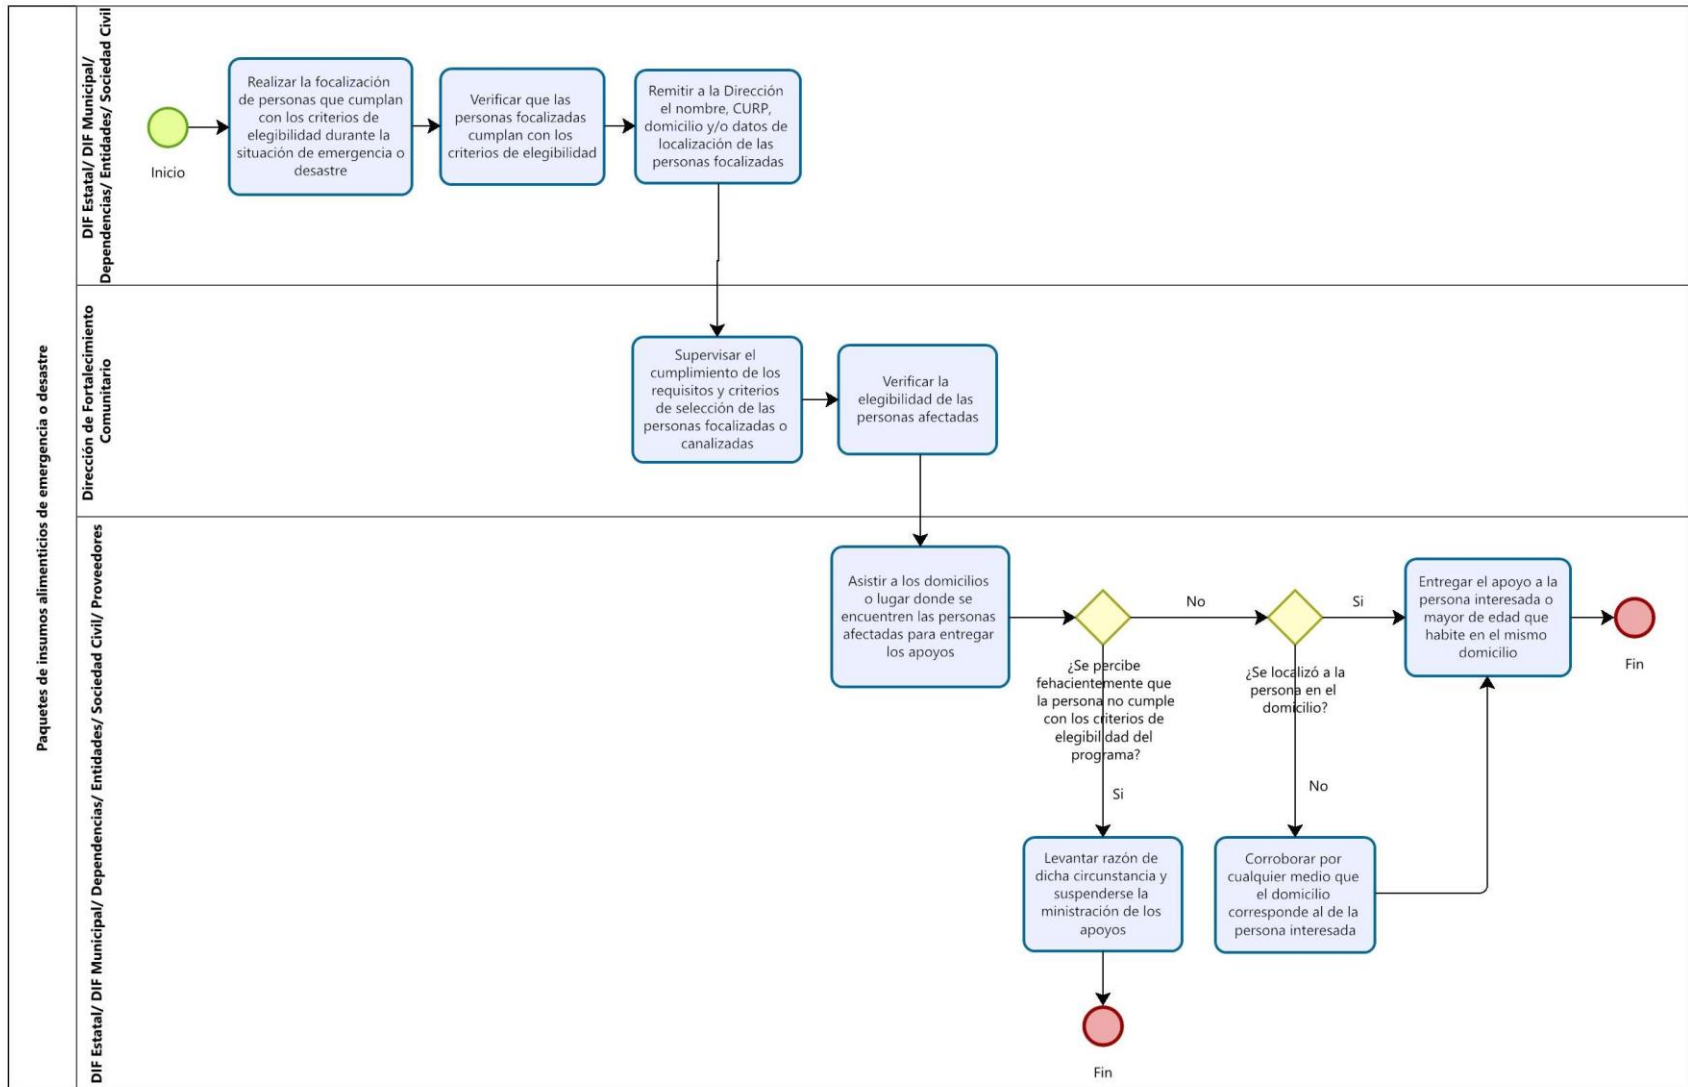 Paquetes de insumos alimenticios de emergencia o desastre
DIF Estatal/ DIF Municipal/
Dependencias/ Entidades/ Sociedad Civil
Inicio
Realizar la focalización
de personas que cumplan
con los criterios de
elegebilidad durante la
situación de emergencia o
desastre
Verificar que las
personas focalizadas
cumplan con los
criterios de elegibilidad
Remitir a la Dirección
el nombre, CURP,
domicilio y/o datos de
localización de las
personas focalizadas
Dirección de Fortalecimiento
Comunitario
Supervisar el
cumplimiento de los
requisitos y criterios
de selección de las
personas focalizadas o
canalizadas
Verificar la
elegibilidad de las
personas afectadas
DIF Estatal/ DIF Municipal/ Dependencias/ Entidades/ Sociedad Civil/ Proveedores
Asistir a los domicilios
o lugar donde se
encuentren las personas
afectadas para entregar
los apoyos
¿Se percibe
fehacientemente que
la persona no cumple
con los criterios de
elegibilidad del
programa?
No
Si
¿Se localizó a la
persona en el
domicilio?
Si
No
Entregar el apoyo a la
persona interesada o
mayor de edad que
habite en el mismo
domicilio
Fin
Levantar razón de
dicha circunstancia y
suspenderse la
ministración de los
apoyos
Corroborar por
cualquier medio que
el domicilio
corresponde al de la
persona interesada
Fin